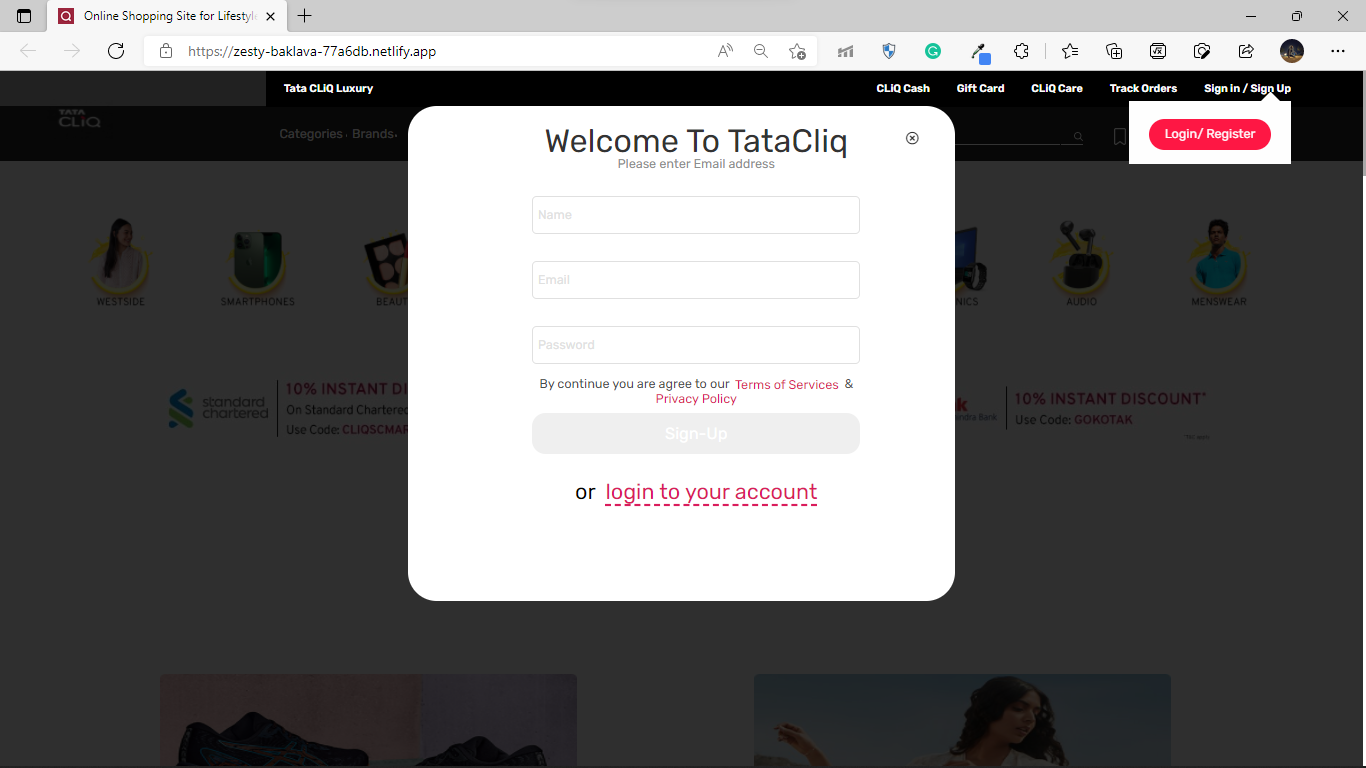 Online Shopping Site for Lifestyle
https://zesty-baklava-77a6db.netlify.app
Tata CLiQ Luxury
CLiQ Cash
Gift Card
CLiQ Care
Track Orders
Sign in / Sign Up
TATA
CLiQ
Categories
Brands
Login/ Register
Welcome To TataCliq
Please enter Email address
Name
Email
Password
By continue you are agree to our Terms of Services &
Privacy Policy
Sign-Up
or login to your account
WESTSIDE
SMARTPHONES
BEAUT
NICS
AUDIO
MENSWEAR
standard
chartered
10% INSTANT DI
On Standard Chartered
Use Code: CLIQSCMAR
ak
indra Bank
10% INSTANT DISCOUNT*
Use Code: GOKOTAK